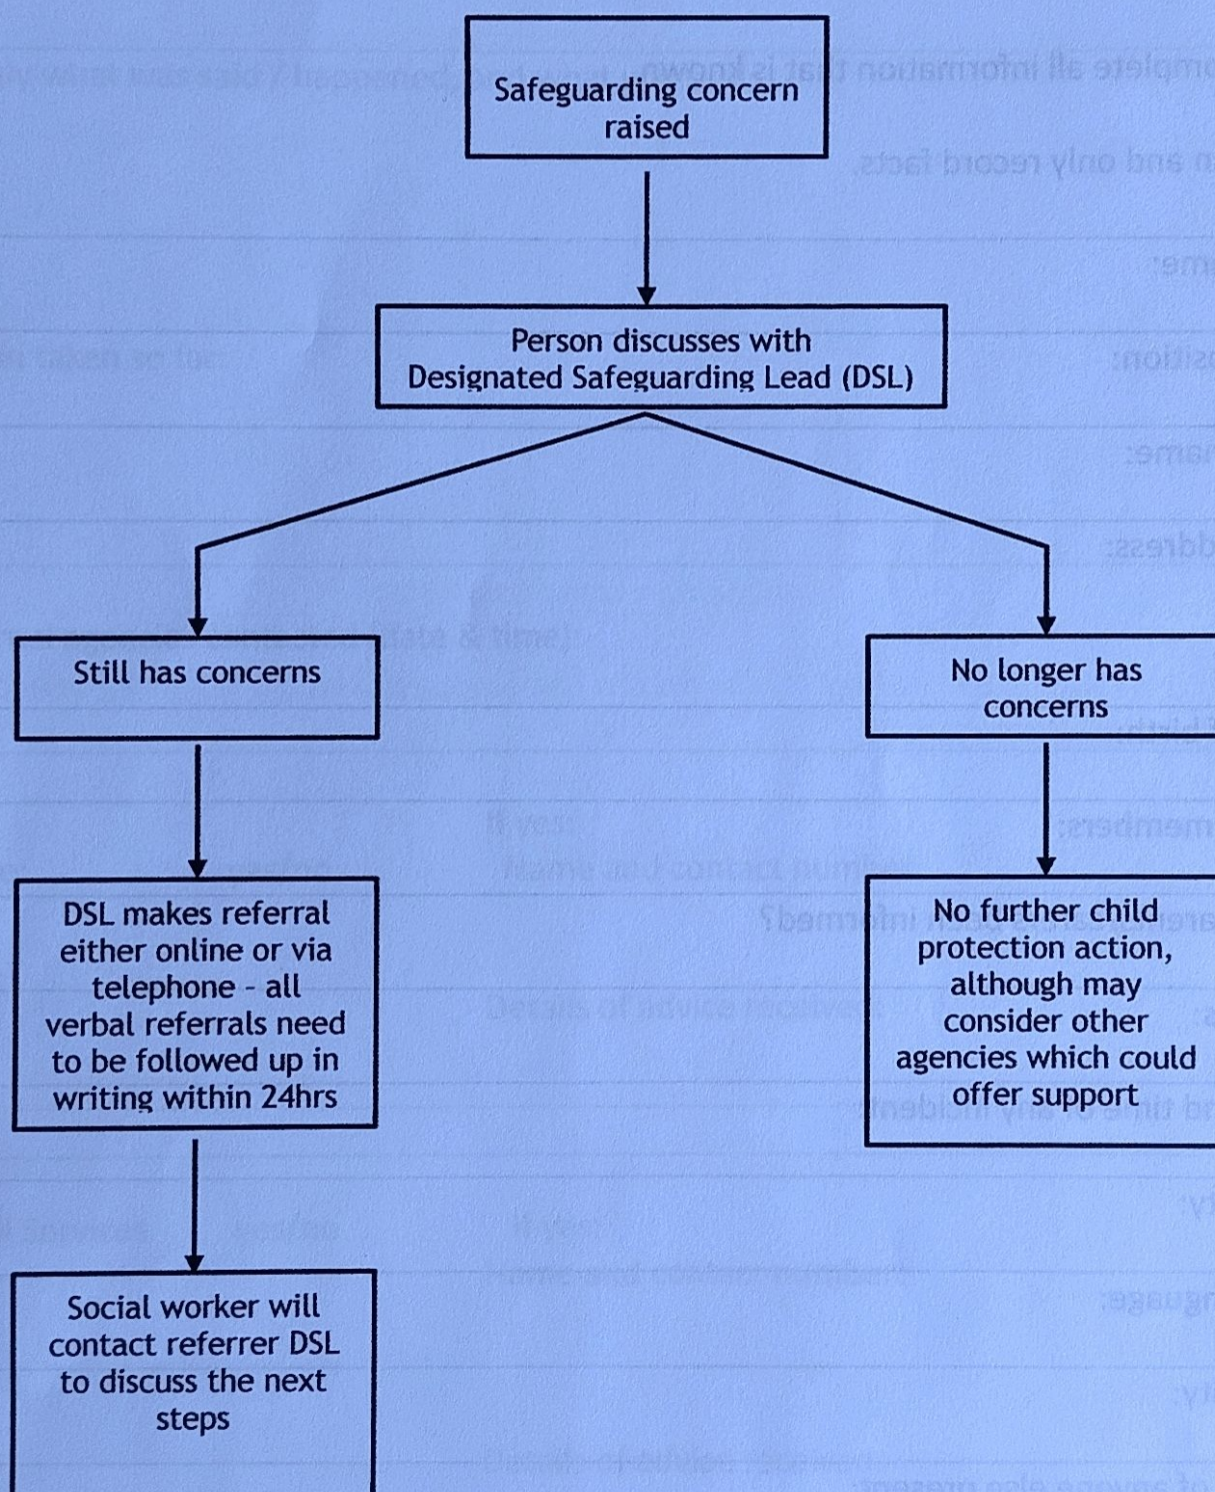 Safeguarding concern
raised
Person discusses with
Designated Safeguarding Lead (DSL)
Still has concerns
No longer has
concerns
DSL makes referral
either online or via
telephone - all
verbal referrals need
to be followed up in
writing within 24hrs
No further child
protection action,
although may
consider other
agencies which could
offer support
Social worker will
contact referrer DSL
to discuss the next
steps